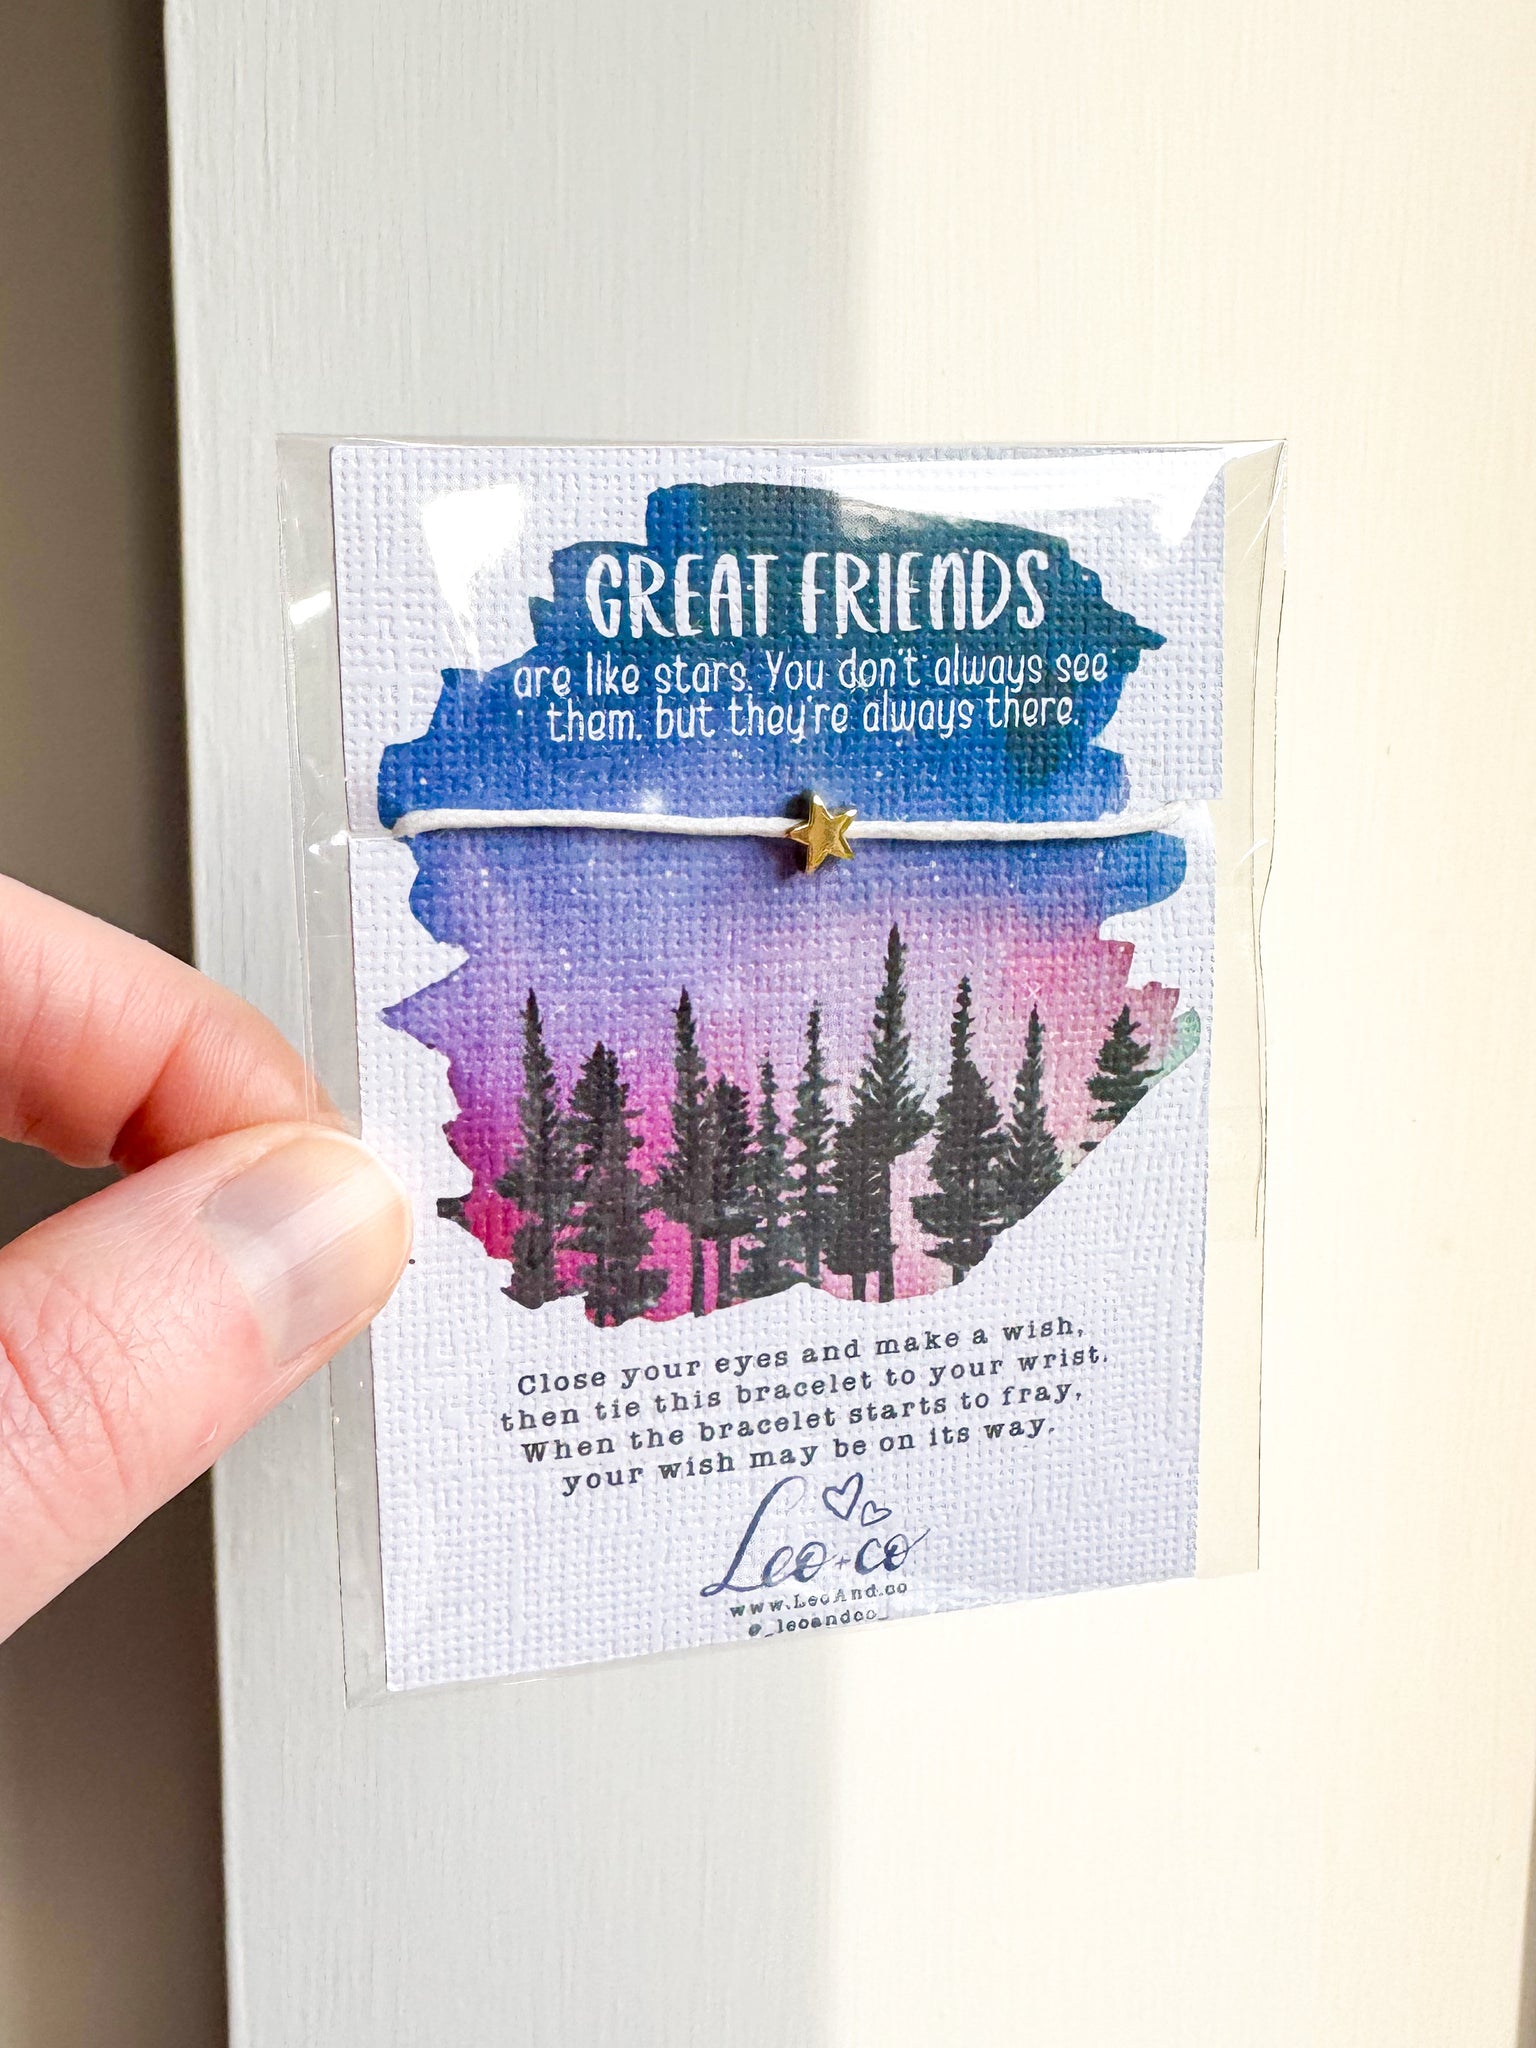 GREAT FRIENDS
are like stars. You don't always see
them, but they're always there.
Close your eyes and make a wish,
then tie this bracelet to your wrist.
When the bracelet starts to fray,
your wish may be on its way.
Leo+co
www.LeoAnd.co
@_leoandco_